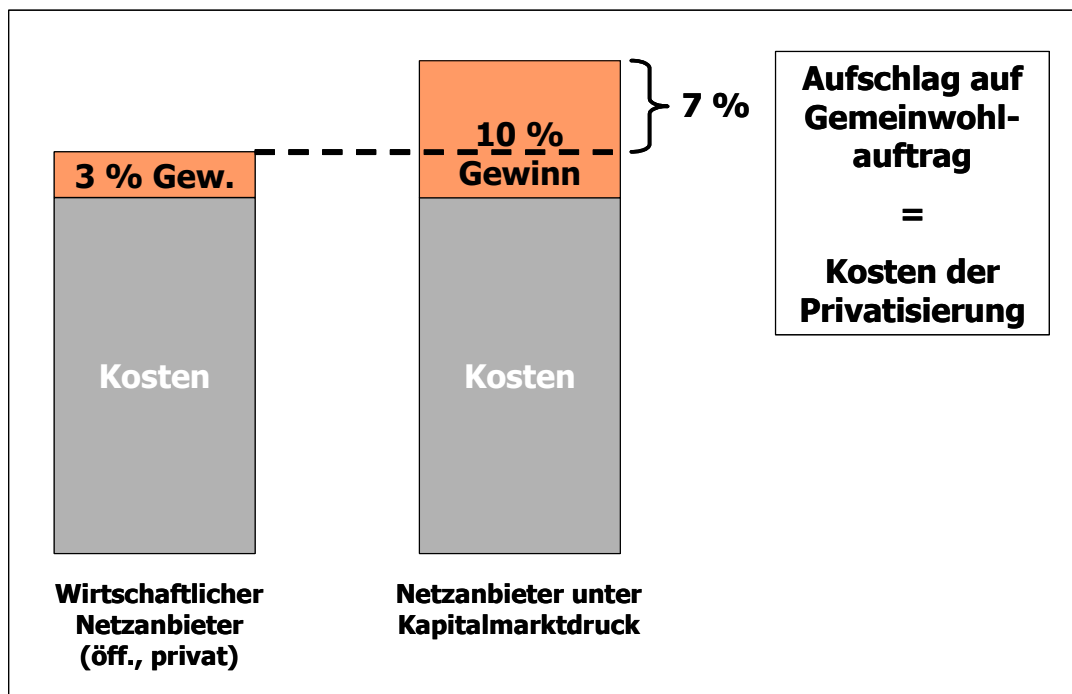 3 % Gew.
Kosten
Wirtschaftlicher
Netzanbieter
(öff., privat)
10 %
Gewinn
Kosten
Netzanbieter unter
Kapitalmarktdruck
7 %
Aufschlag auf
Gemeinwohl-
auftrag
=
Kosten der
Privatisierung